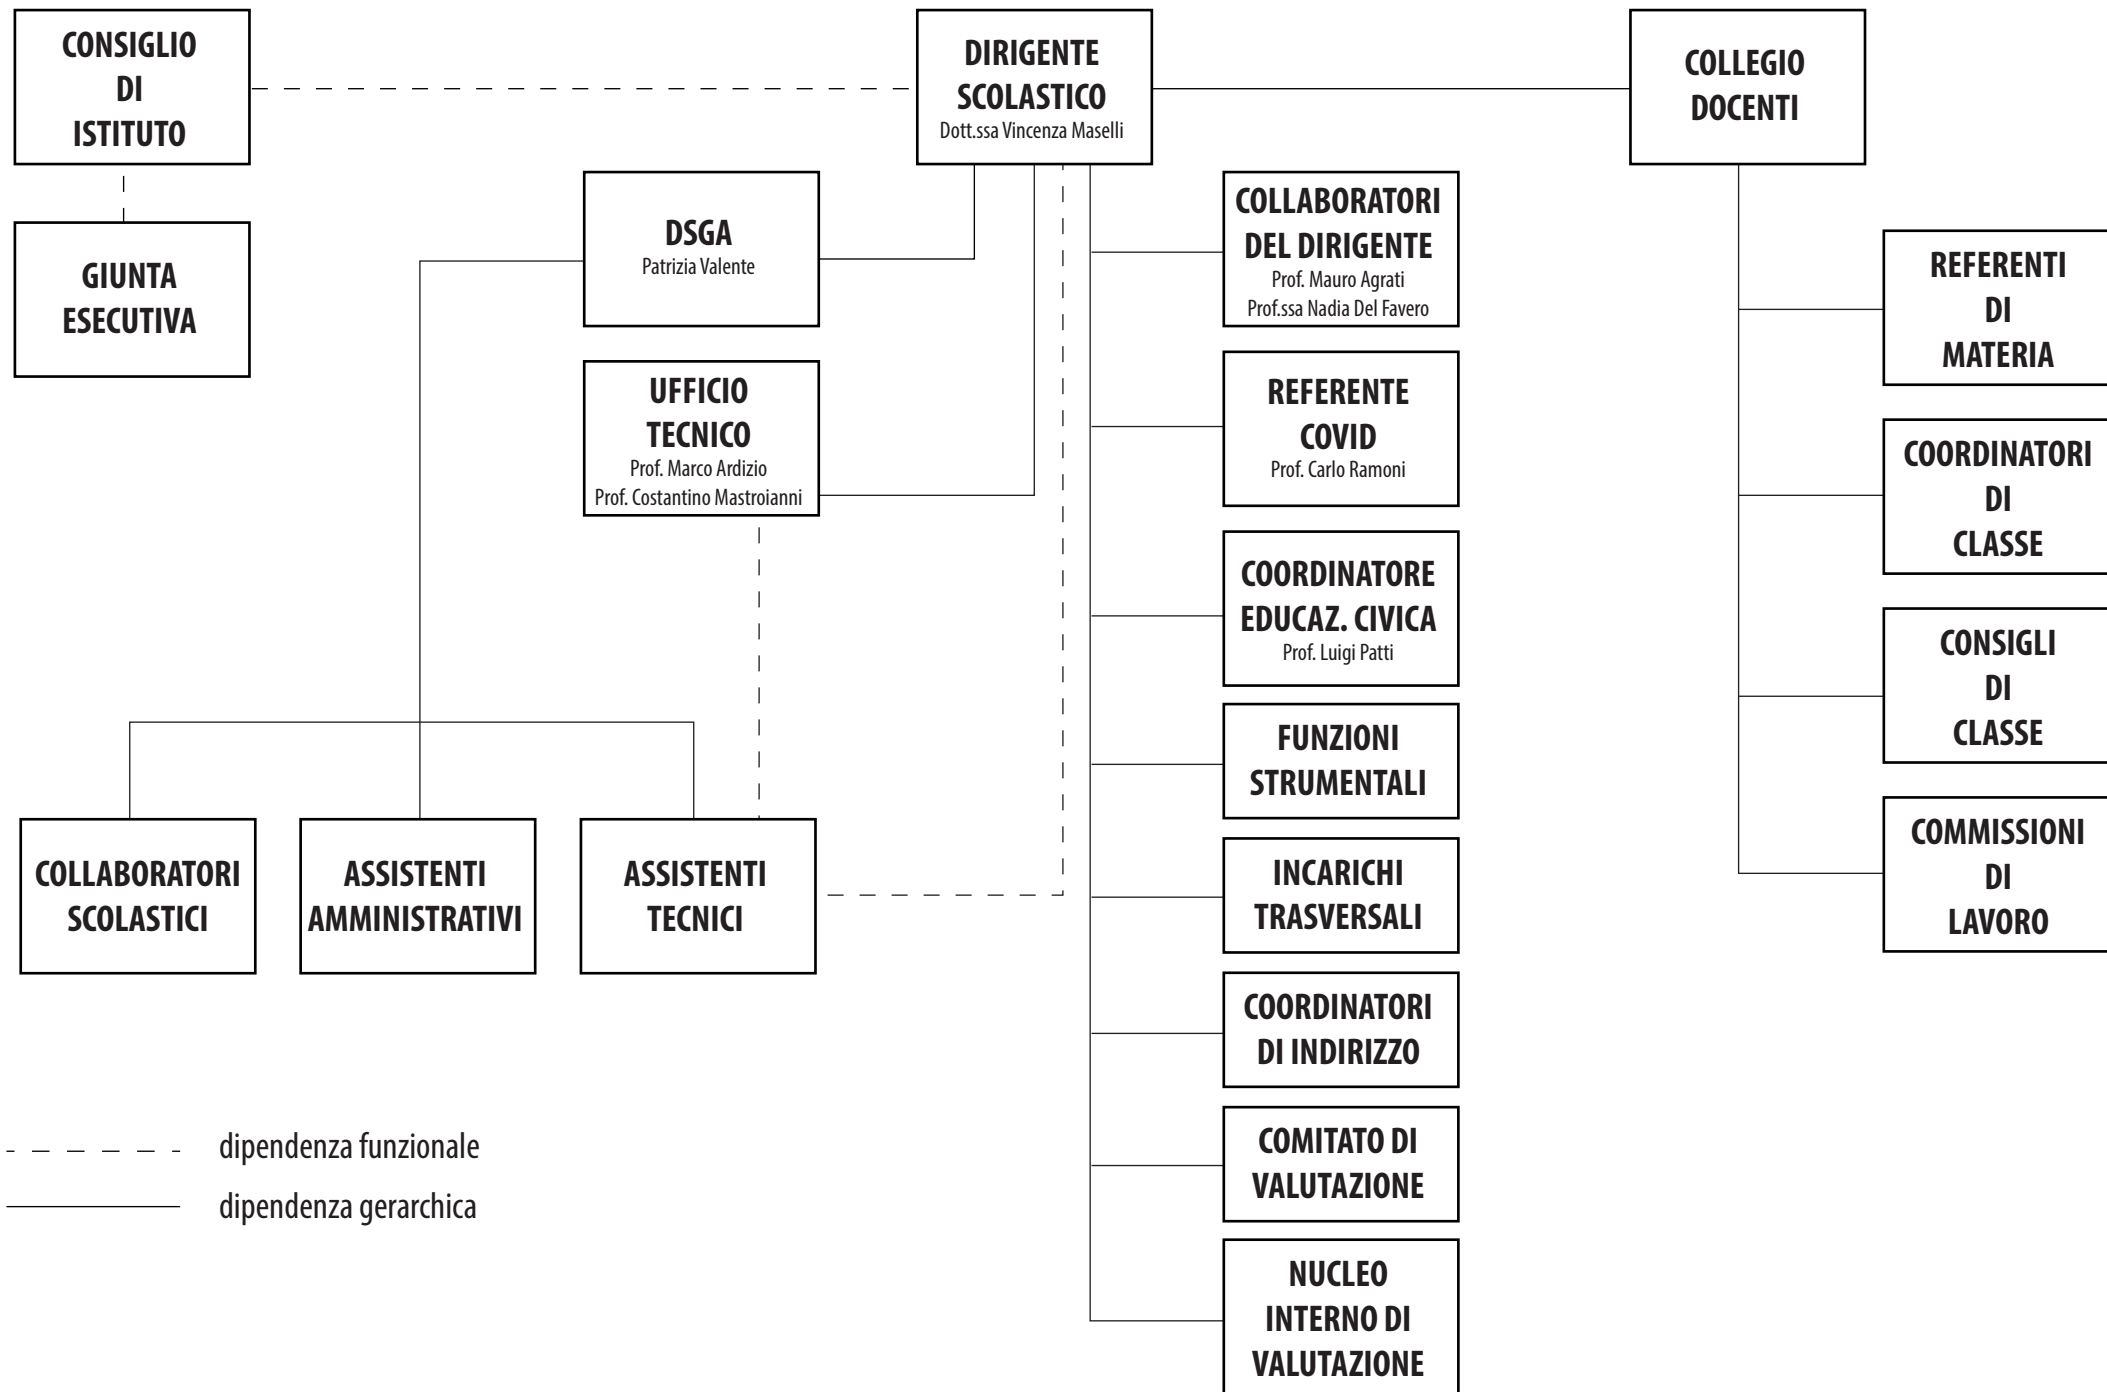 CONSIGLIO
DI
ISTITUTO
DIRIGENTE
SCOLASTICO
Dott.ssa Vincenza Maselli
COLLEGIO
DOCENTI
GIUNTA
ESECUTIVA
DSGA
Patrizia Valente
UFFICIO
TECNICO
Prof. Marco Ardizio
Prof. Costantino Mastroianni
COLLABORATORI
SCOLASTICI
ASSISTENTI
AMMINISTRATIVI
ASSISTENTI
TECNICI
COLLABORATORI
DEL DIRIGENTE
Prof. Mauro Agrati
Prof.ssa Nadia Del Favero
REFERENTE
COVID
Prof. Carlo Ramoni
COORDINATORE
EDUCAZ. CIVICA
Prof. Luigi Patti
FUNZIONI
STRUMENTALI
INCARICHI
TRASVERSALI
COORDINATORI
DI INDIRIZZO
COMITATO DI
VALUTAZIONE
NUCLEO
INTERNO DI
VALUTAZIONE
REFERENTI
DI
MATERIA
COORDINATORI
DI
CLASSE
CONSIGLI
DI
CLASSE
COMMISSIONI
DI
LAVORO
dipendenza funzionale
dipendenza gerarchica